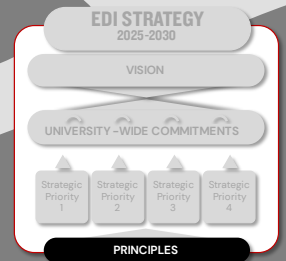 EDI STRATEGY
2025-2030
VISION
UNIVERSITY -WIDE COMMITMENTS
Strategic
Priority
1
Strategic
Priority
2
Strategic
Priority
3
Strategic
Priority
4
PRINCIPLES